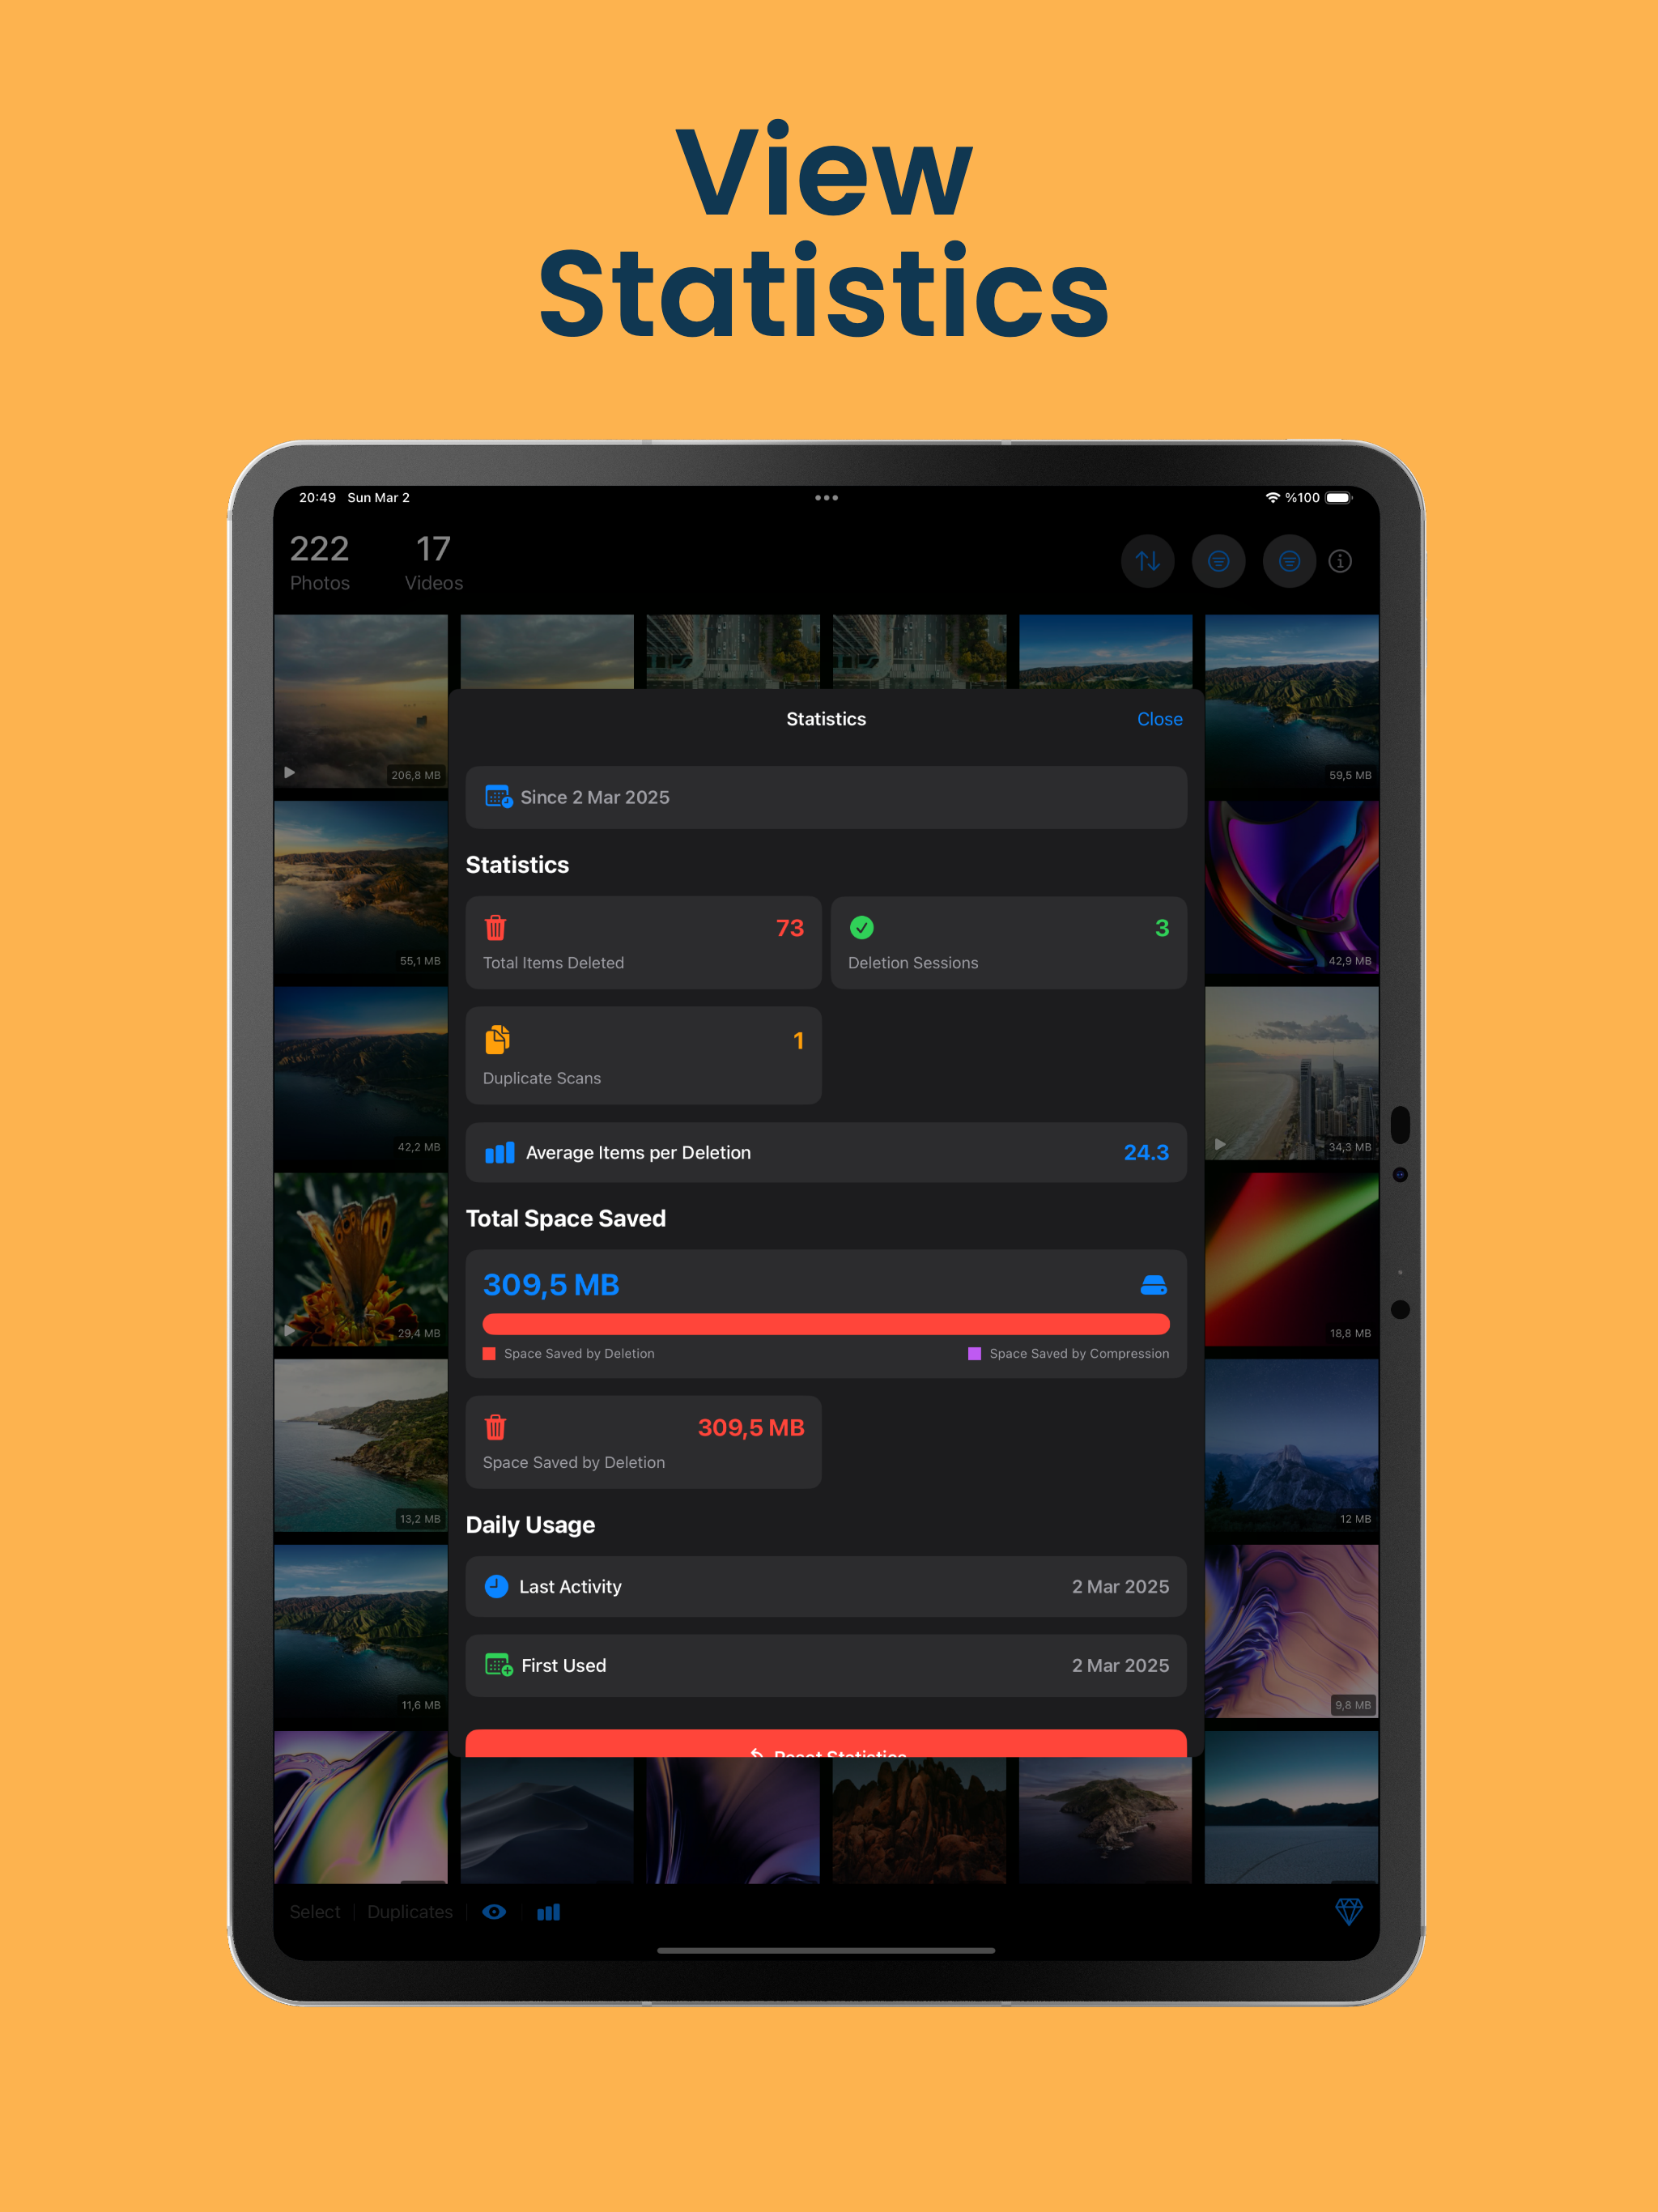 View
Statistics
20:49 Sun Mar 2
%100
222
Photos
17
Videos
206,8 MB
59,5 MB
55,1 MB
42,9 MB
42,2 MB
34,3 MB
29,4 MB
18,8 MB
13,2 MB
12 MB
11,6 MB
9,8 MB
Statistics
Close
Since 2 Mar 2025
Statistics
73
Total Items Deleted
3
Deletion Sessions
1
Duplicate Scans
Average Items per Deletion
24.3
Total Space Saved
309,5 MB
Space Saved by Deletion
Space Saved by Compression
309,5 MB
Space Saved by Deletion
Daily Usage
Last Activity
2 Mar 2025
First Used
2 Mar 2025
Reset Statistics
Select
Duplicates